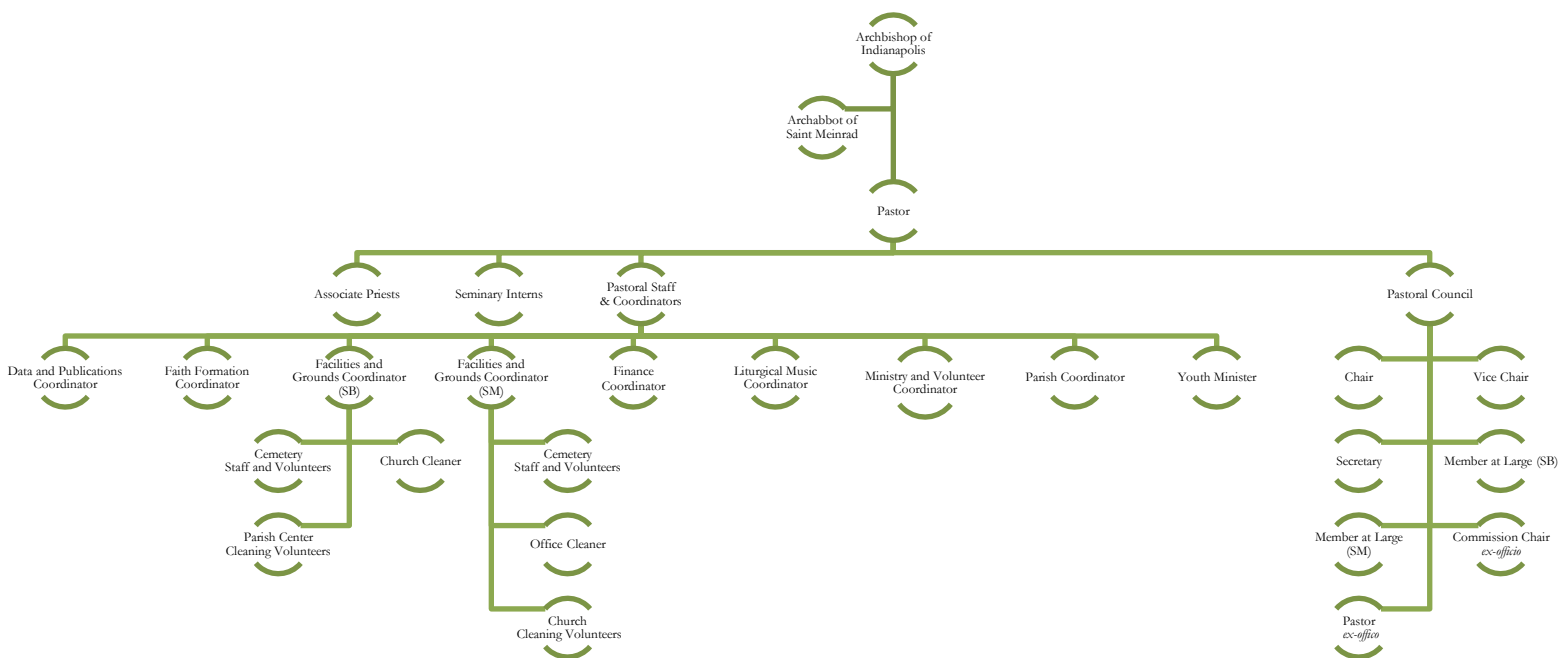 Archbishop of
Indianapolis
Archabbot of
Saint Meinrad
Pastor
Associate Priests
Seminary Interns
Pastoral Staff
& Coordinators
Pastoral Council
Data and Publications
Coordinator
Faith Formation
Coordinator
Facilities and
Grounds Coordinator
(SB)
Facilities and
Grounds Coordinator
(SM)
Finance
Coordinator
Liturgical Music
Coordinator
Ministry and Volunteer
Coordinator
Parish Coordinator
Youth Minister
Chair
Vice Chair
Cemetery
Staff and Volunteers
Church Cleaner
Cemetery
Staff and Volunteers
Secretary
Member at Large (SB)
Parish Center
Cleaning Volunteers
Office Cleaner
Member at Large
(SM)
Commission Chair
ex-officio
Church
Cleaning Volunteers
Pastor
ex-offico